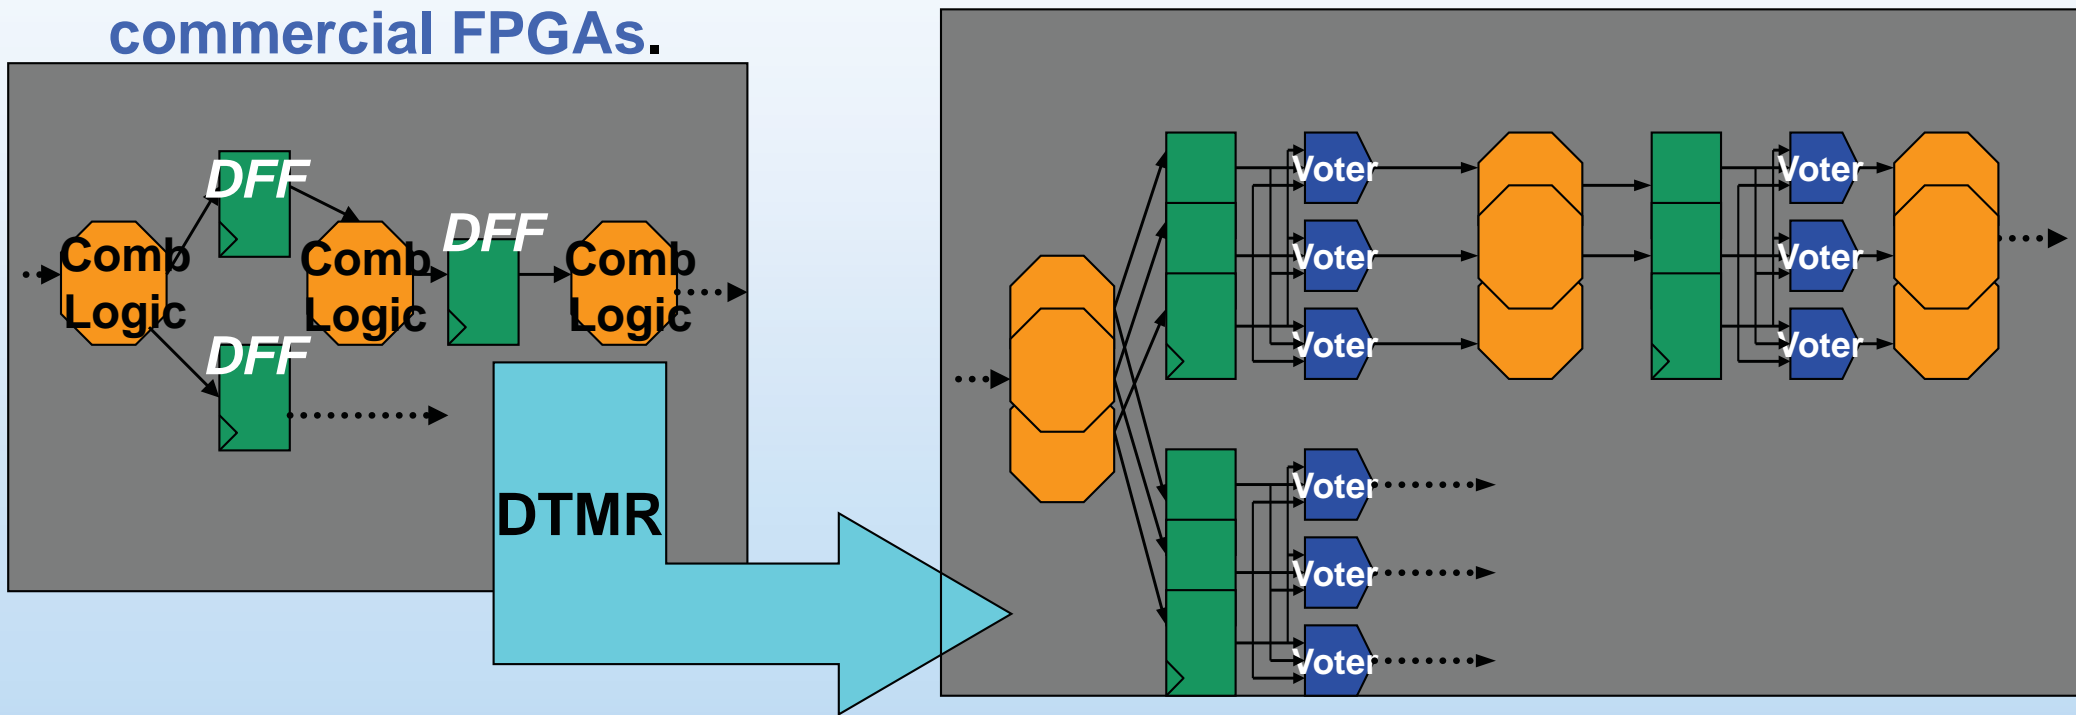 commercial FPGAs.
DFF
Comb
Logic
Comb
Logic
DFF
Comb
Logic
DFF
DTMR
Voter
Voter
Voter
Voter
Voter
Voter
Voter
Voter
Voter